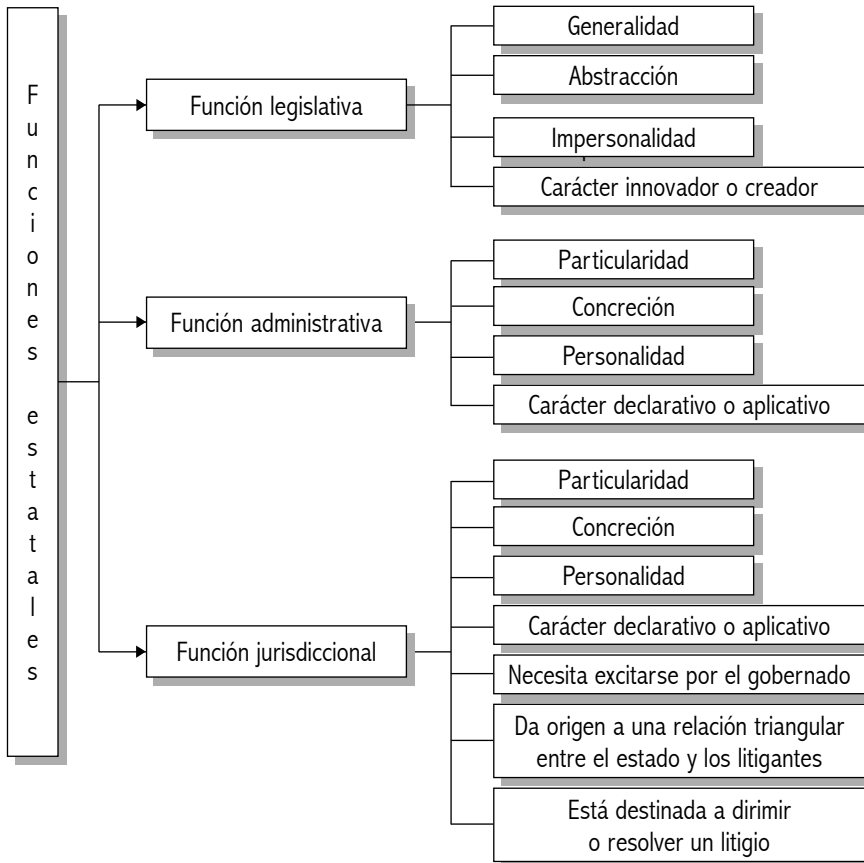 Funciones estatales
Función legislativa
Generalidad
Abstracción
Impersonalidad
Carácter innovador o creador
Función administrativa
Particularidad
Concreción
Personalidad
Carácter declarativo o aplicativo
Función jurisdiccional
Particularidad
Concreción
Personalidad
Carácter declarativo o aplicativo
Necesita excitarse por el gobernado
Da origen a una relación triangular
entre el estado y los litigantes
Está destinada a dirimir
o resolver un litigio